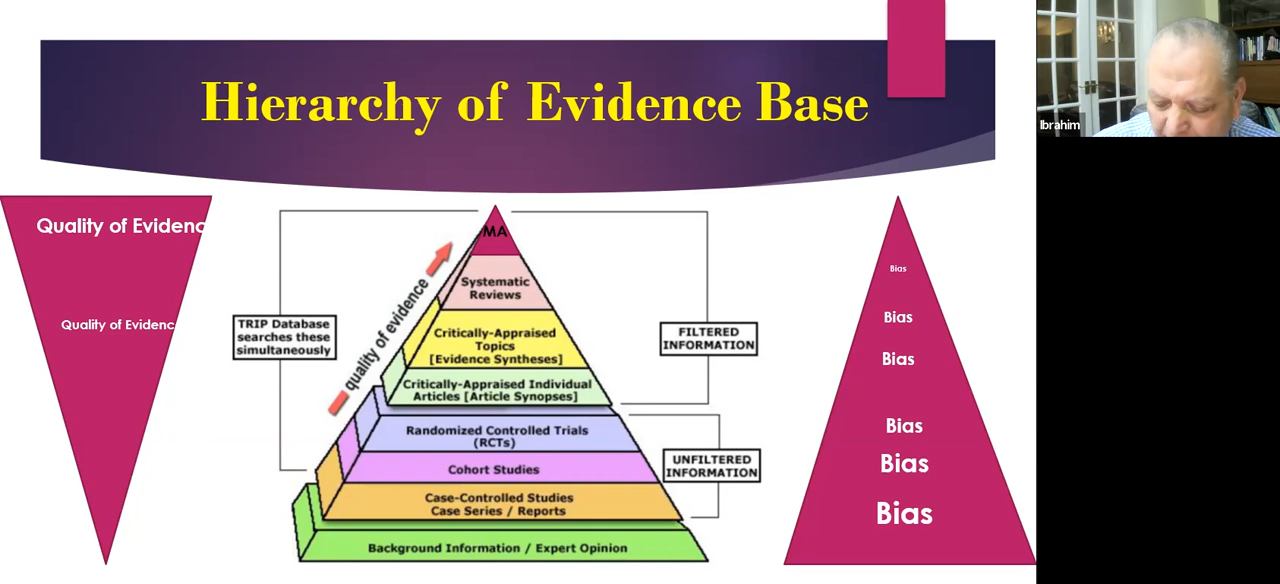 Hierarchy of Evidence Base
Ibrahim
Quality of Evidenc
Quality of Evidenc
TRIP Database
searches these
simultaneously
quality of evidence
MA
Systematic
Reviews
Critically-Appraised
Topics
[Evidence Syntheses]
Critically-Appraised Individual
Articles [Article Synopses]
Randomized Controlled Trials
(RCTs)
Cohort Studies
Case-Controlled Studies
Case Series / Reports
Background Information / Expert Opinion
FILTERED
INFORMATION
UNFILTERED
INFORMATION
Bias
Bias
Bias
Bias
Bias
Bias